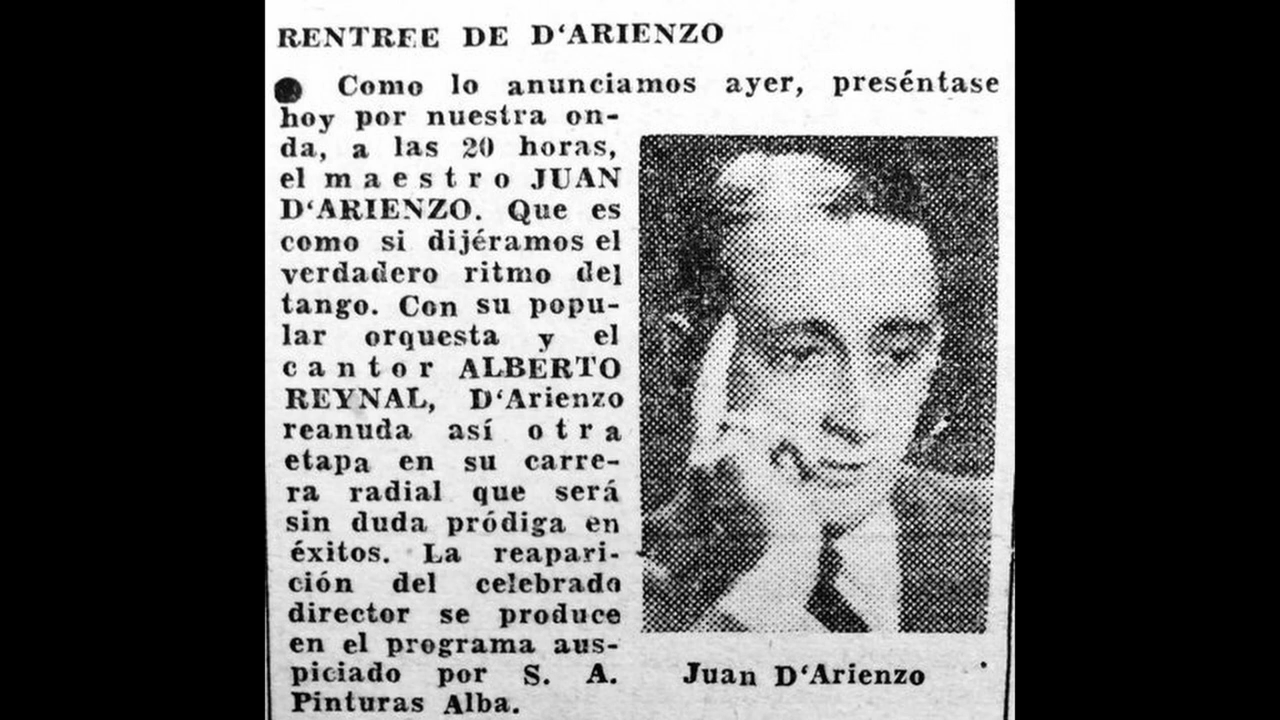 RENTREE DE D‘ARIENZO
● Como lo anunciamos ayer, preséntase
hoy por nuestra on-
da, a las 20 horas,
el maestro JUAN
D‘ARIENZO. Que es
como si dijéramos el
verdadero ritmo del
tango. Con su popu-
lar orquesta y el
cantor ALBERTO
REYNAL, D‘Arienzo
reanuda así otra
etapa en su carre-
ra radial que será
sin duda pródiga en
éxitos. La reapari-
ción del celebrado
director se produce
en el programa aus-
piciado por S. A.
Pinturas Alba.
Juan D‘Arienzo